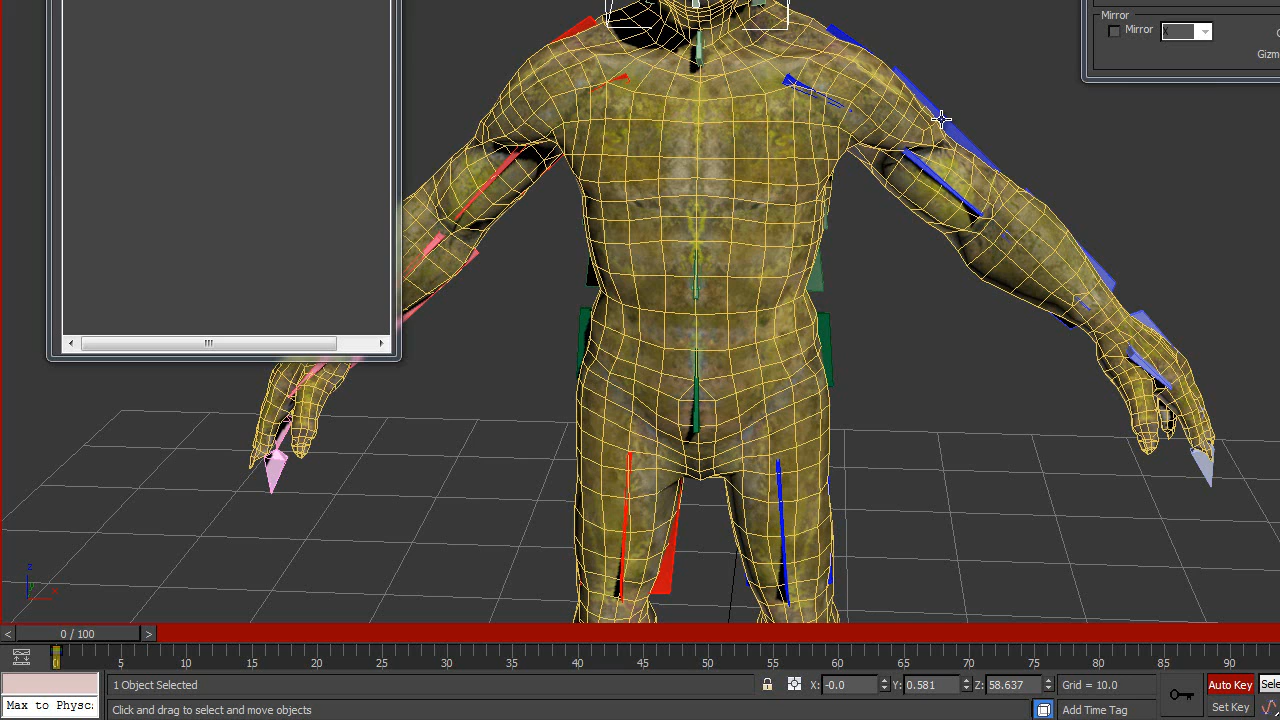 Mirror
Mirror
X
Gizm
z
x
<
0 / 100
>
0
5
10
15
20
25
30
35
40
45
50
55
60
65
70
75
80
85
90
1 Object Selected
X: -0.0
Y: 0.581
Z: 58.637
Grid = 10.0
Auto Key
Sele
Max to Physc
Click and drag to select and move objects
Add Time Tag
Set Key